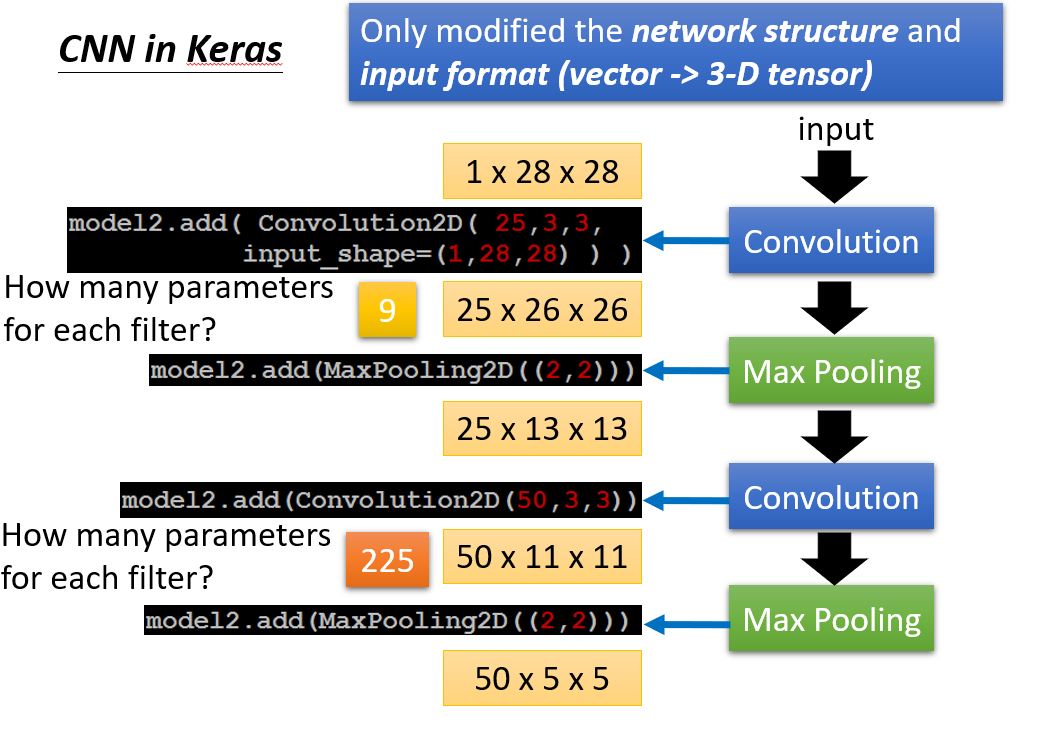 CNN in Keras
Only modified the network structure and
input format (vector -> 3-D tensor)
input
1 x 28 x 28
model2.add( Convolution2D( 25,3,3,
input_shape=(1,28,28) ) )
Convolution
How many parameters
for each filter?
9
25 x 26 x 26
model2.add(MaxPooling2D((2,2)))
Max Pooling
25 x 13 x 13
model2.add(Convolution2D(50,3,3))
Convolution
How many parameters
for each filter?
225
50 x 11 x 11
model2.add(MaxPooling2D((2,2)))
Max Pooling
50 x 5 x 5